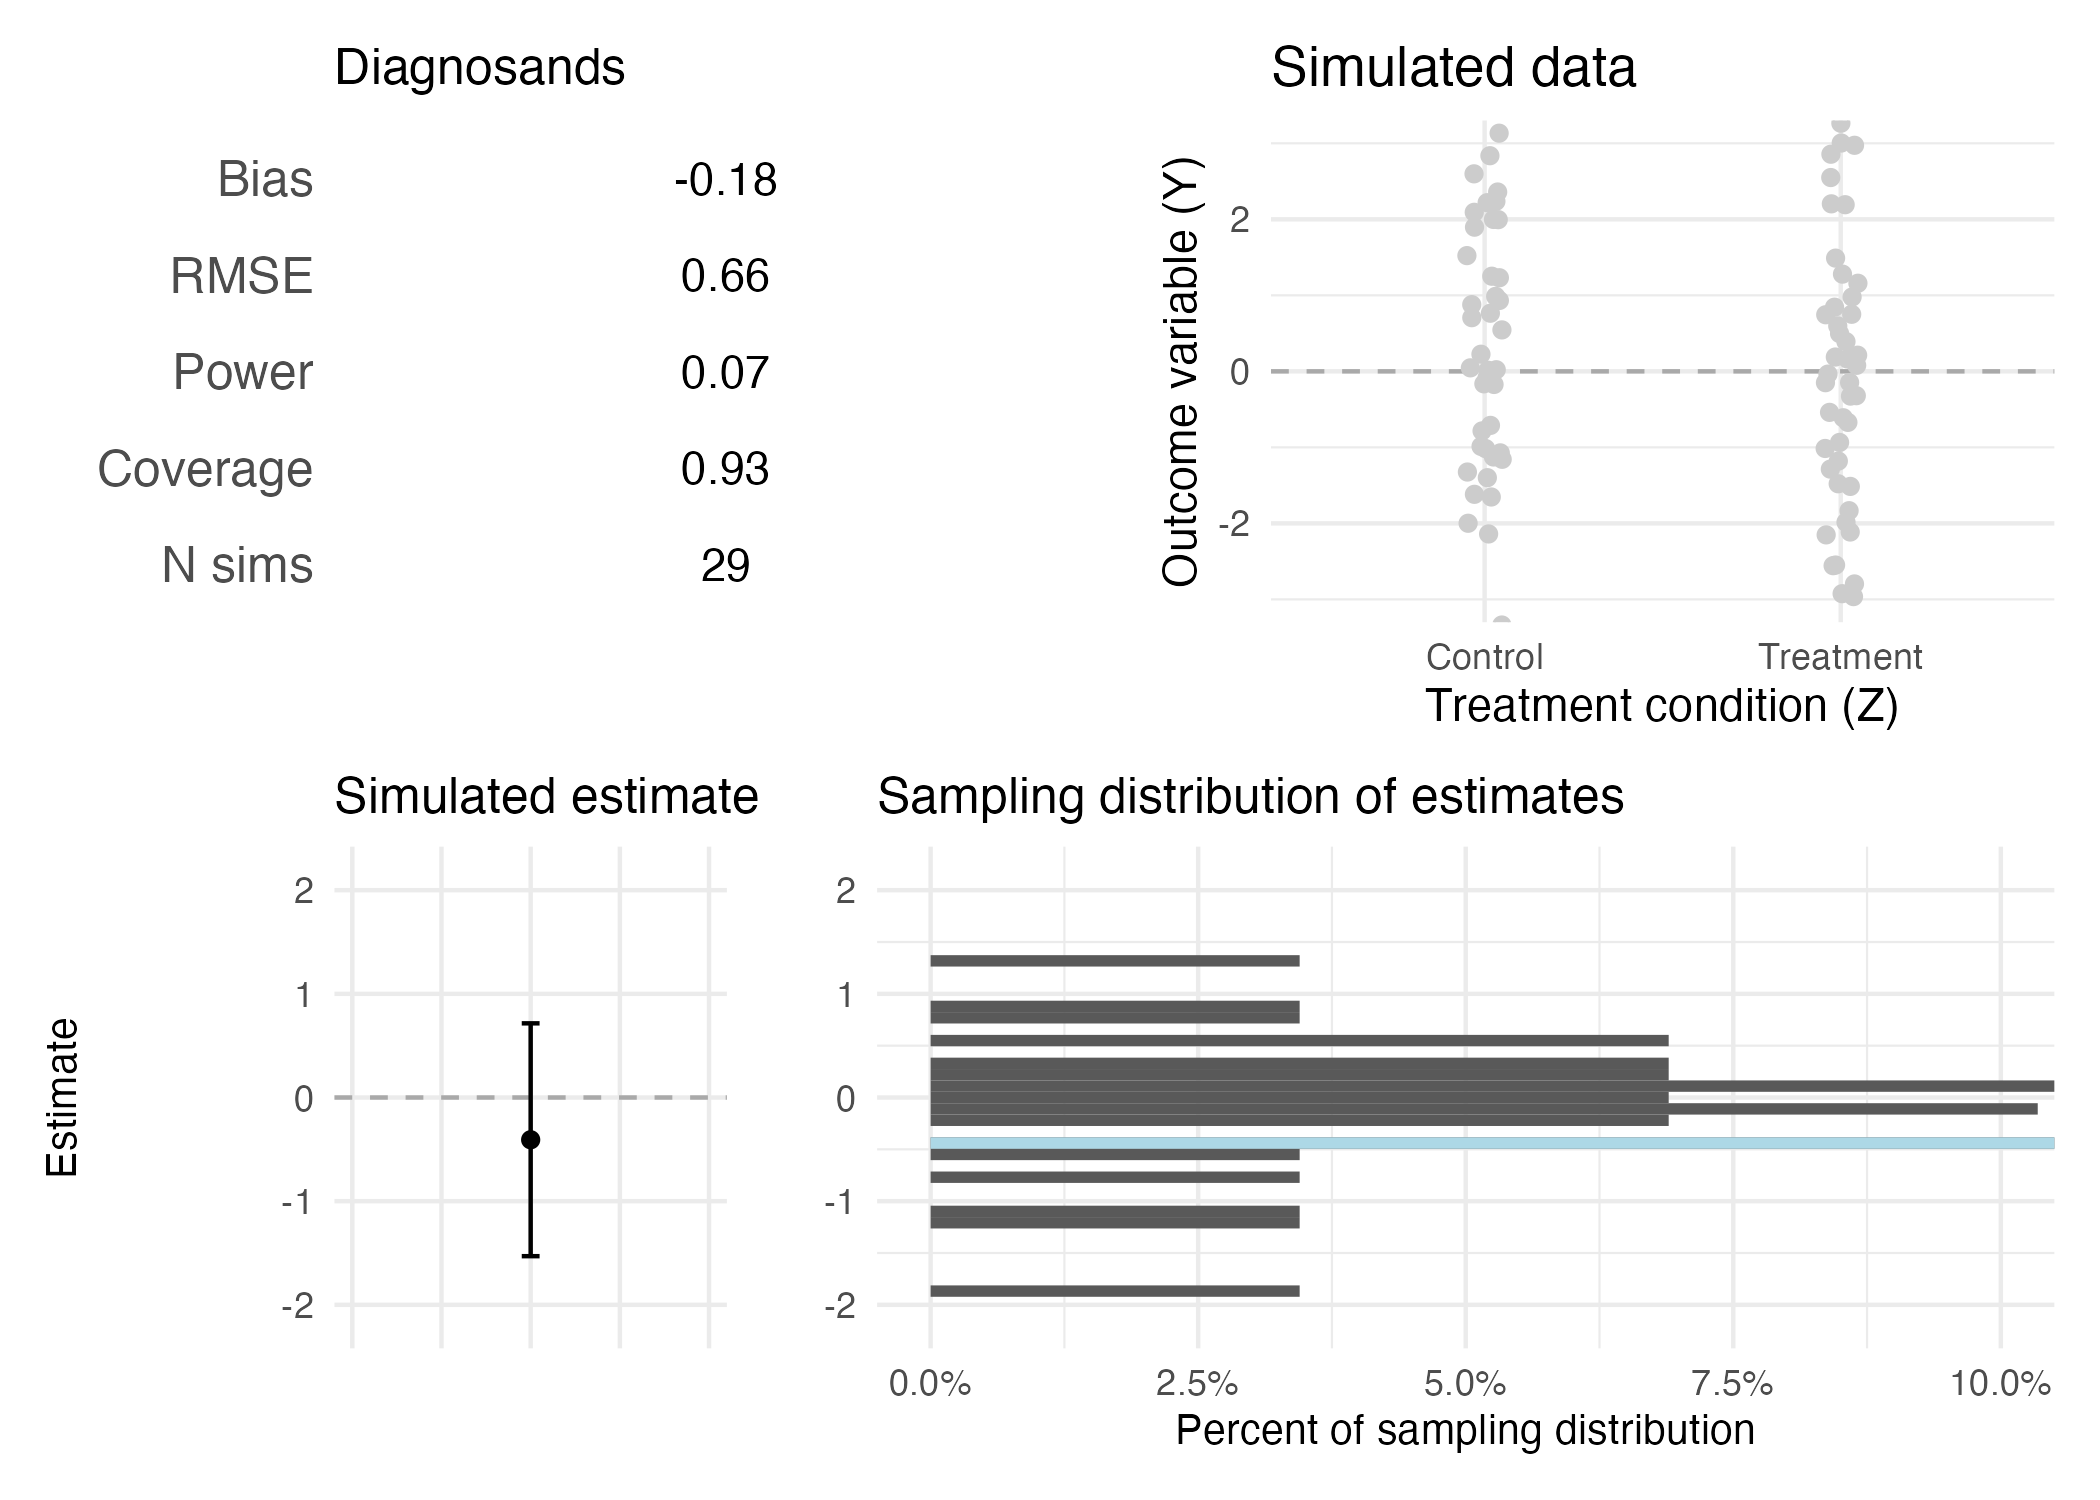 Diagnosands
Bias -0.18
RMSE 0.66
Power 0.07
Coverage 0.93
N sims 29
Simulated data
Outcome variable (Y)
2
0
-2
Control Treatment
Treatment condition (Z)
Simulated estimate
Estimate
2
1
0
-1
-2
Sampling distribution of estimates
2
1
0
-1
-2
0.0% 2.5% 5.0% 7.5% 10.0%
Percent of sampling distribution